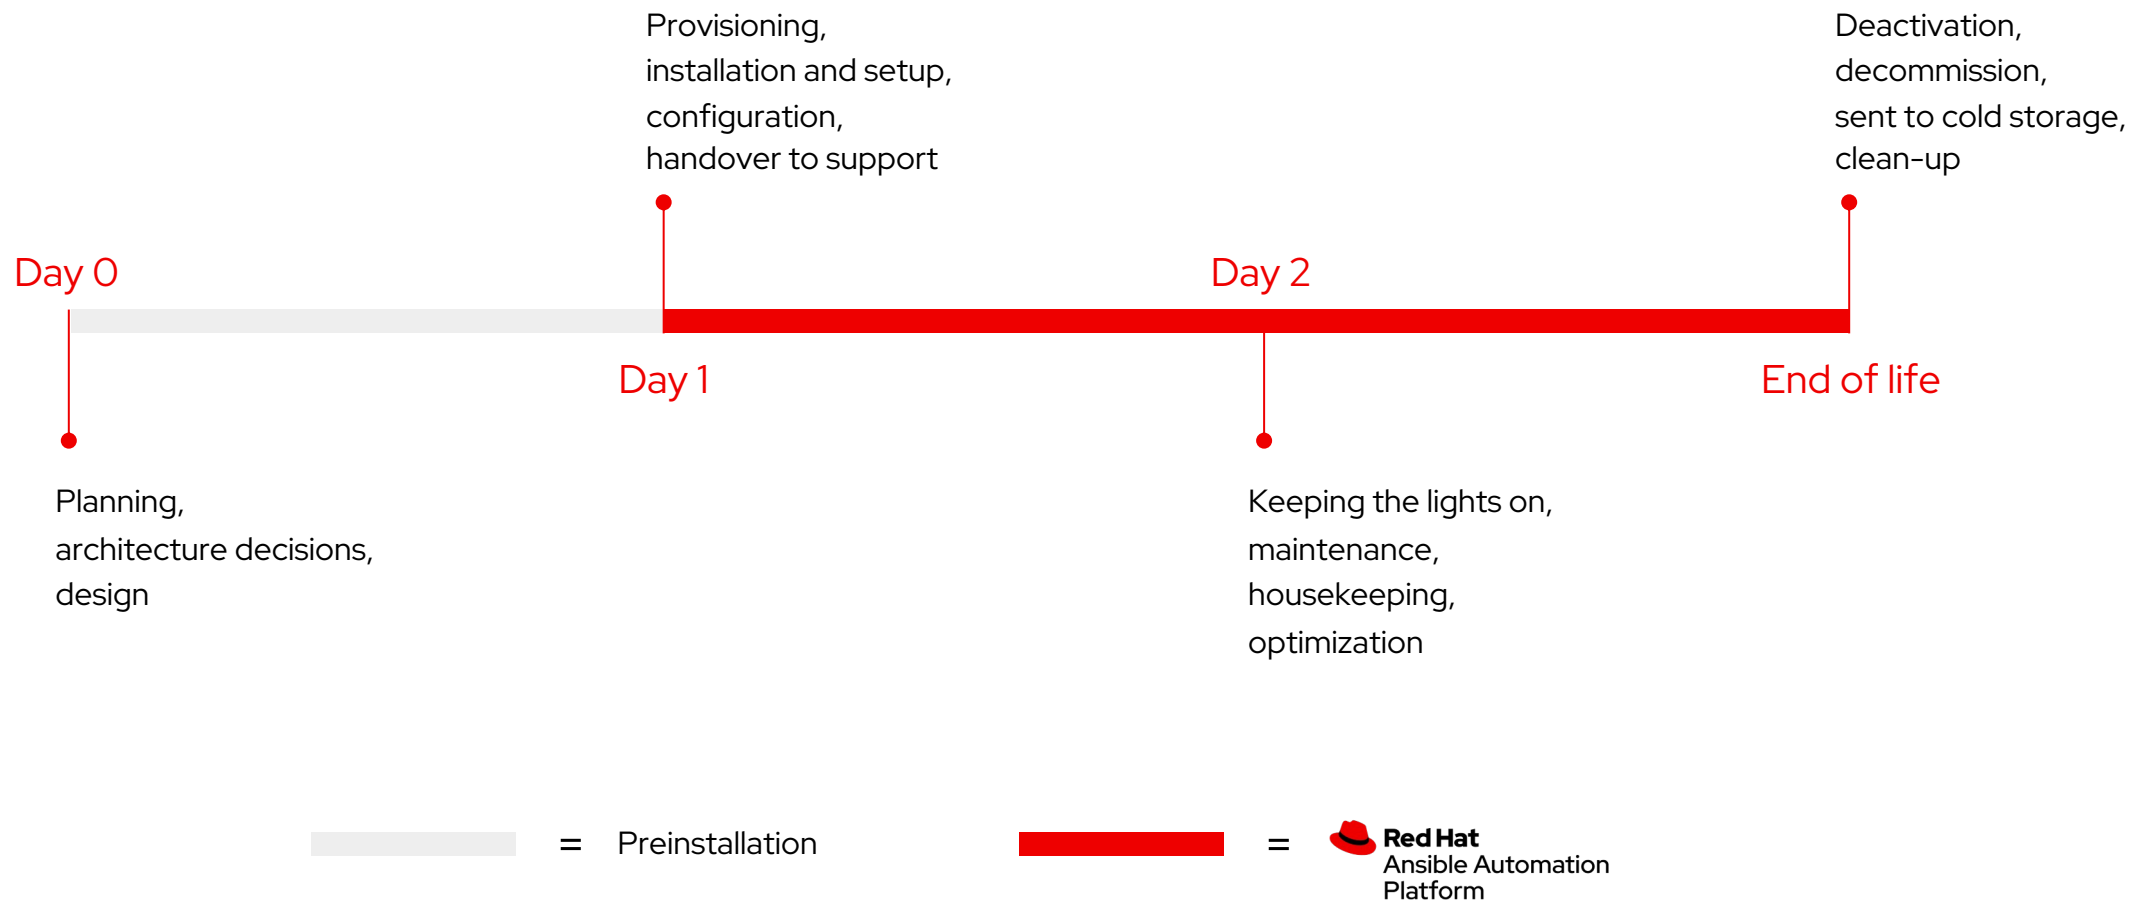 Provisioning,
installation and setup,
configuration,
handover to support
Deactivation,
decommission,
sent to cold storage,
clean-up
Day 0
Day 2
Day 1
End of life
Planning,
architecture decisions,
design
Keeping the lights on,
maintenance,
housekeeping,
optimization
= Preinstallation
= Red Hat
Ansible Automation
Platform